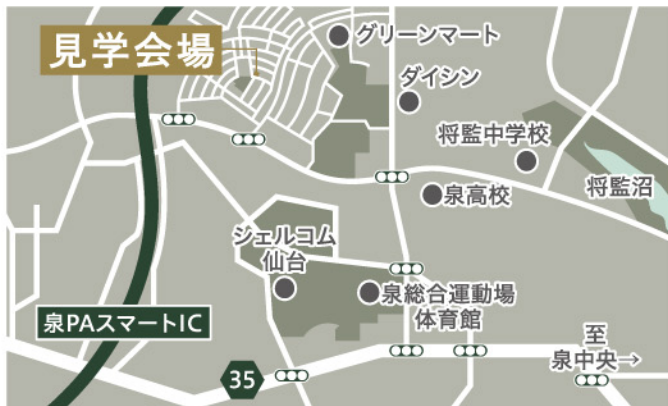 見学会場
グリーンマート
ダイシン
将監中学校
将監沼
泉高校
シェルコム
仙台
泉総合運動場
体育館
泉PAスマートIC
35
至
泉中央→